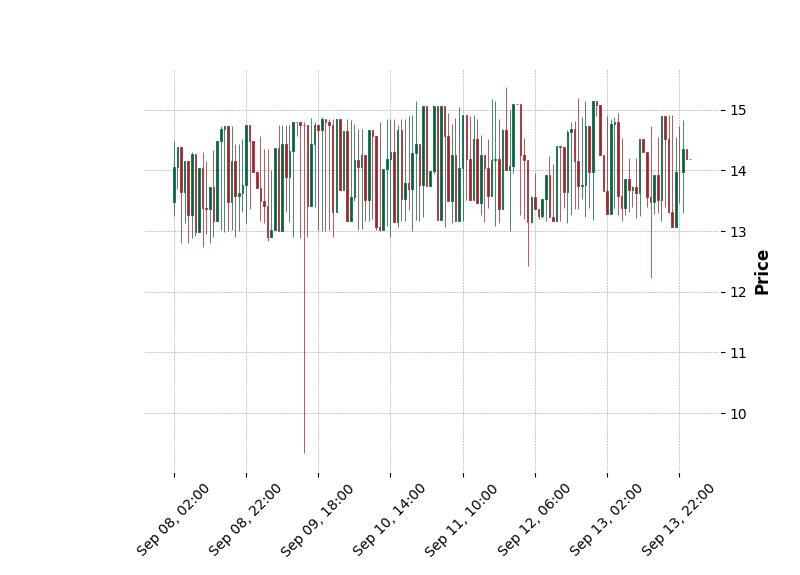 15
14
13
12
11
10
Price
Sep 08, 02:00
Sep 08, 22:00
Sep 09, 18:00
Sep 10, 14:00
Sep 11, 10:00
Sep 12, 06:00
Sep 13, 02:00
Sep 13, 22:00